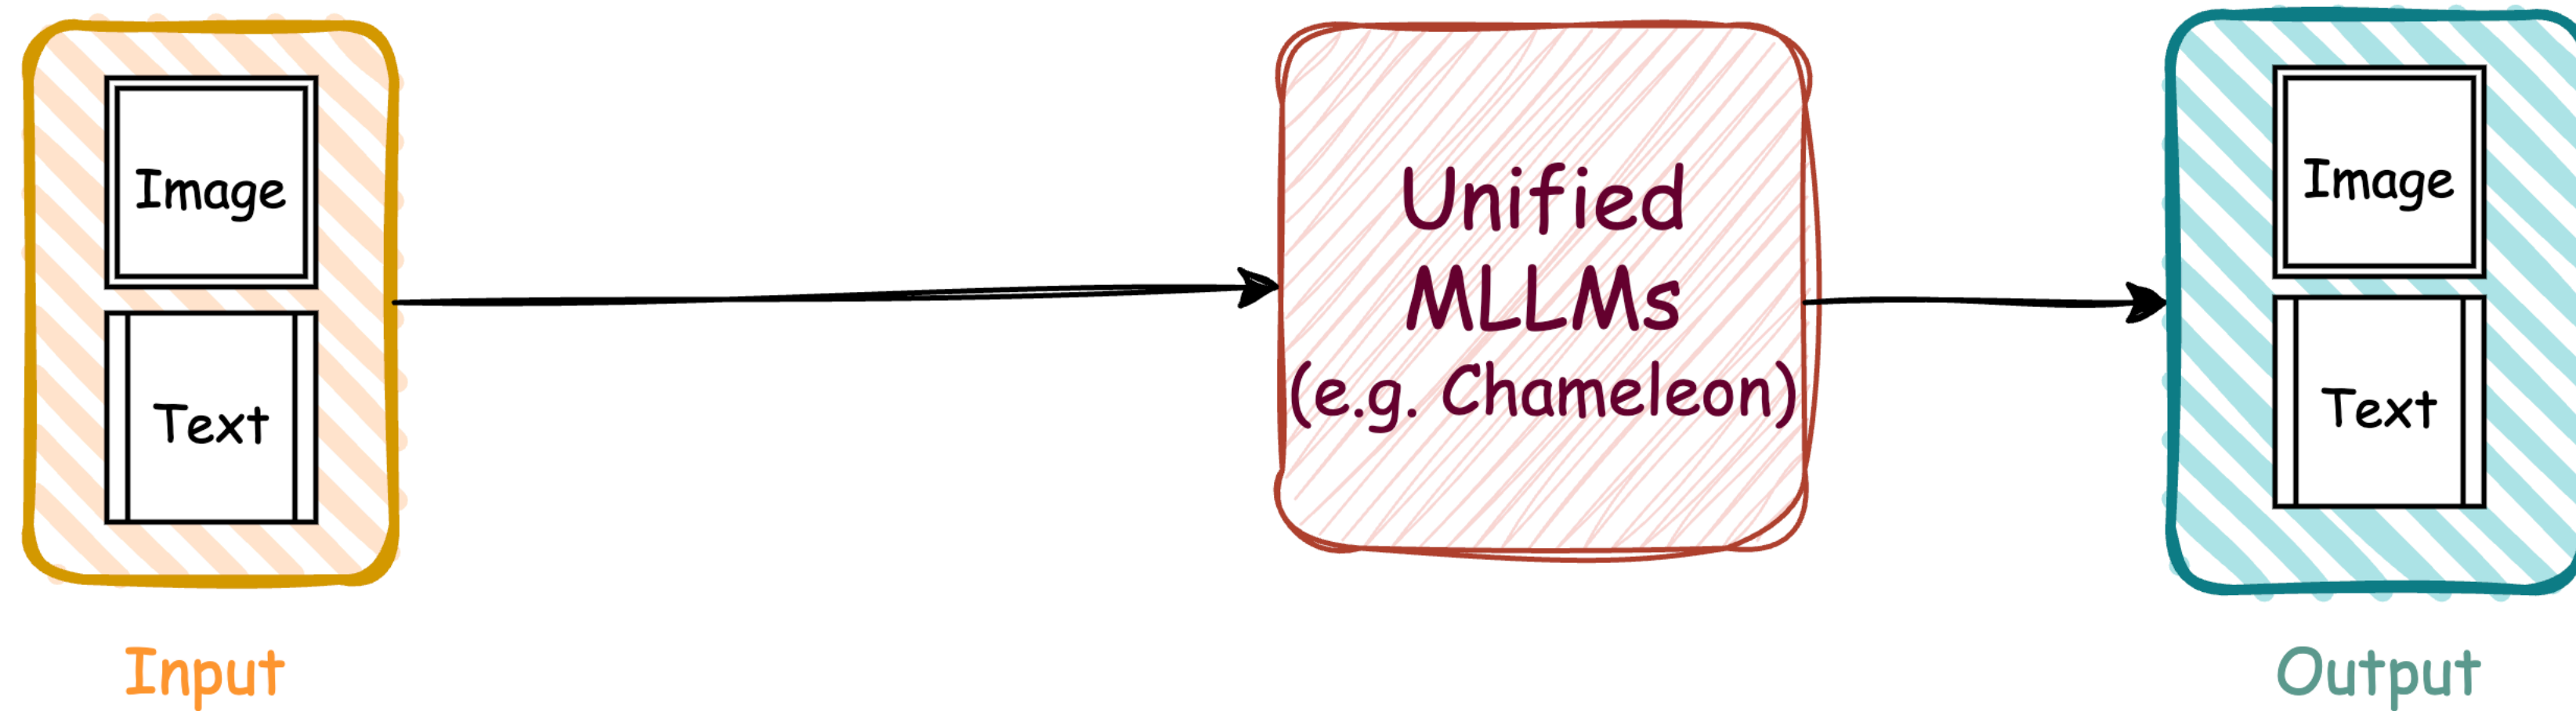 Image
Text
Input
Unified
MLLMs
(e.g. Chameleon)
Image
Text
Output